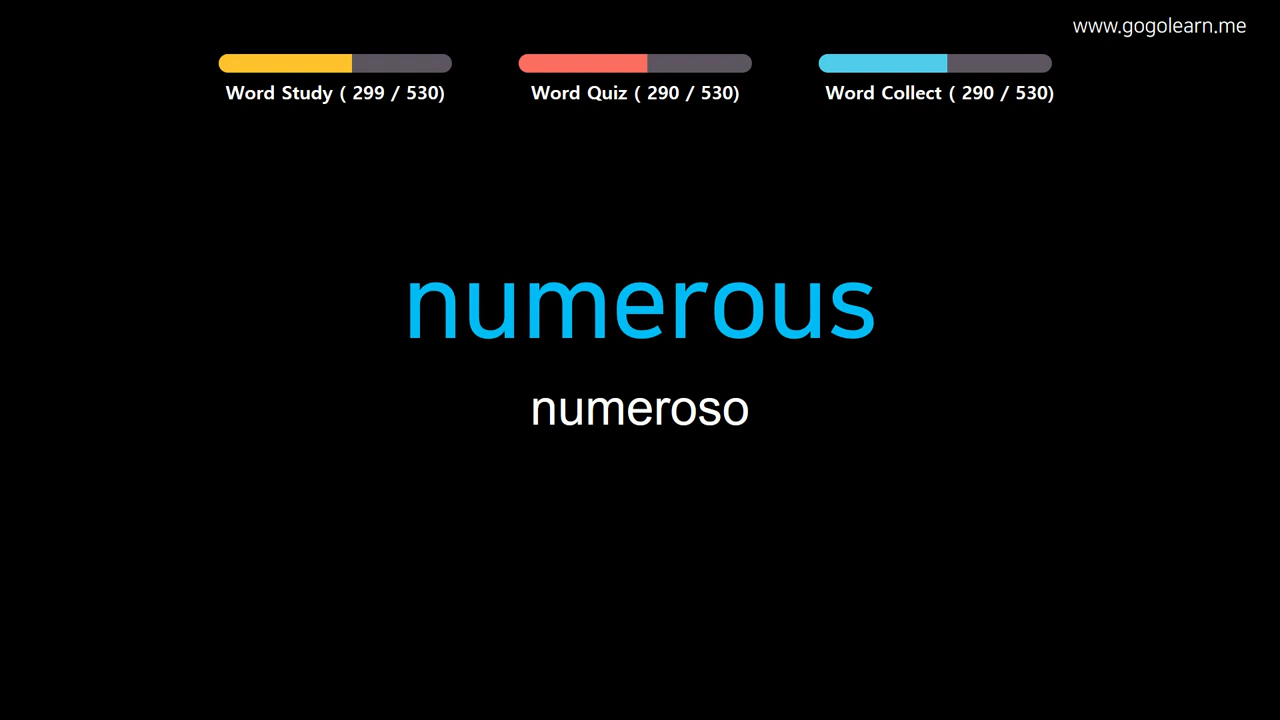 www.gogolearn.me
Word Study ( 299 / 530)
Word Quiz ( 290 / 530)
Word Collect ( 290 / 530)
numerous
numeroso